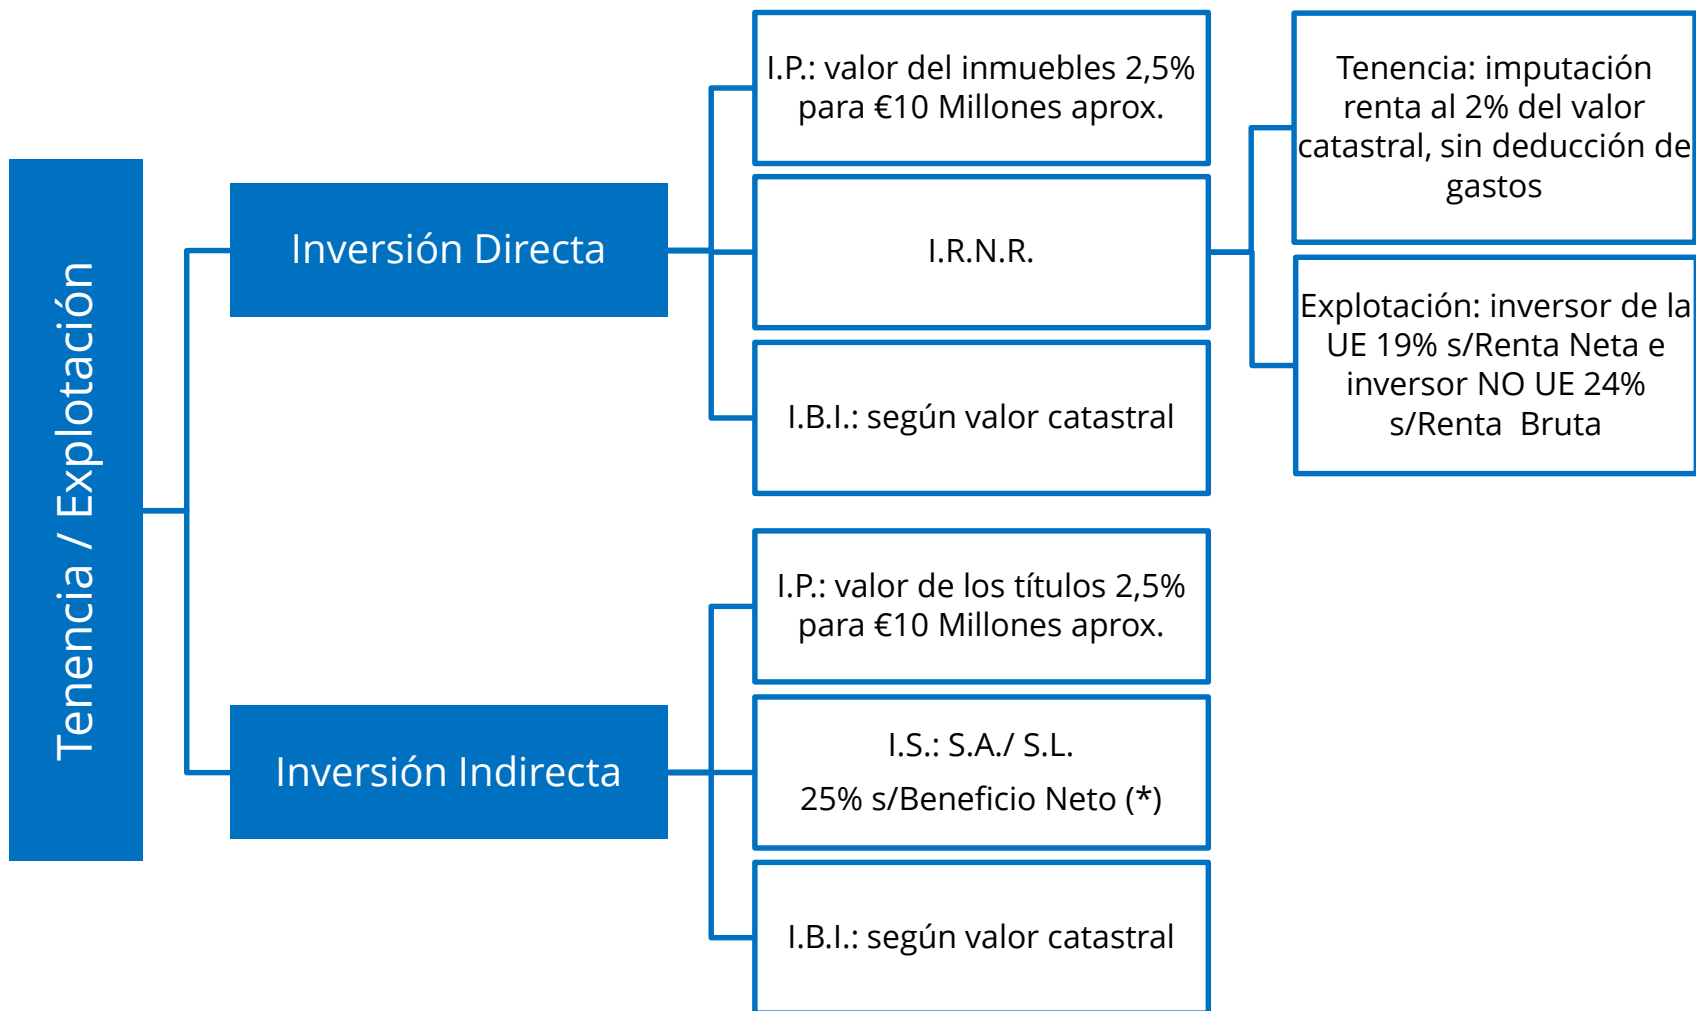 Tenencia / Explotación
Inversión Directa
I.P.: valor del inmuebles 2,5%
para €10 Millones aprox.
I.R.N.R.
Tenencia: imputación
renta al 2% del valor
catastral, sin deducción de
gastos
Explotación: inversor de la
UE 19% s/Renta Neta e
inversor NO UE 24%
s/Renta  Bruta
I.B.I.: según valor catastral
Inversión Indirecta
I.P.: valor de los títulos 2,5%
para €10 Millones aprox.
I.S.: S.A./ S.L.
25% s/Beneficio Neto (*)
I.B.I.: según valor catastral